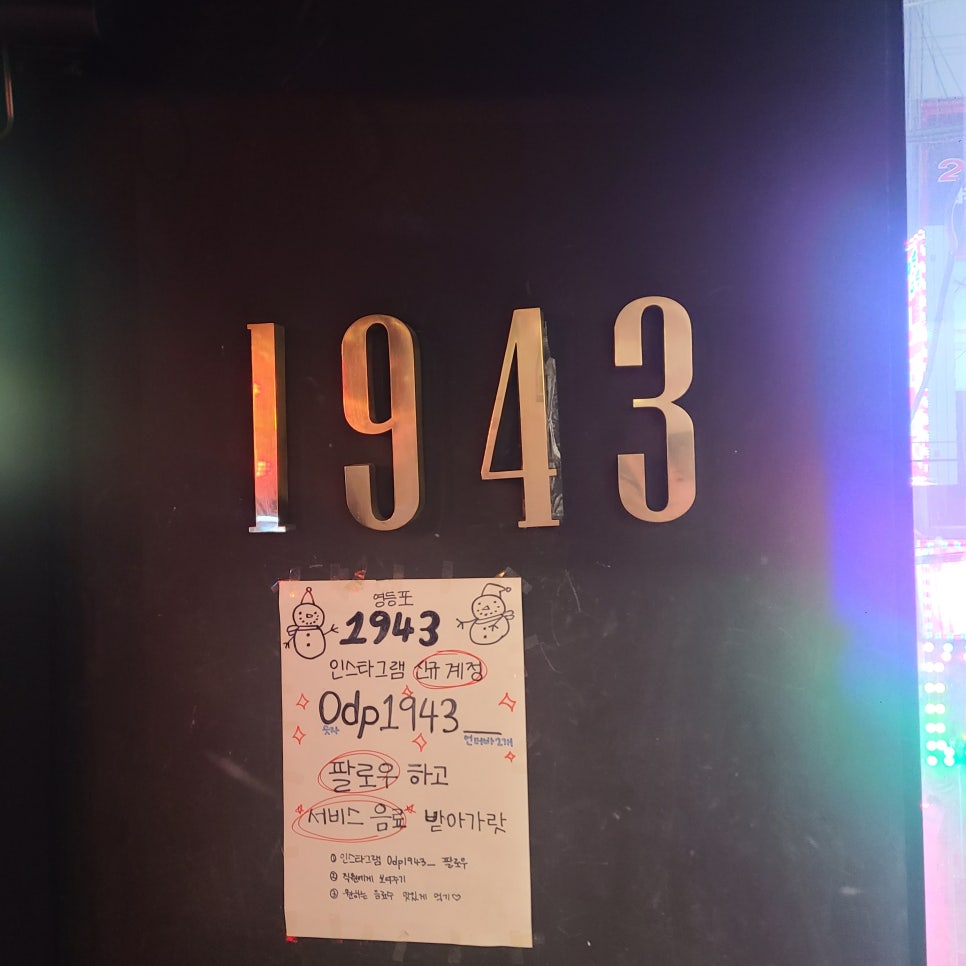 1943
영등포
1943
인스타그램 신규 계정
0dp1943__
숫자
언더바 2개
팔로우 하고
서비스 음료 받아가랏
① 인스타그램 0dp1943__ 팔로우
② 직원에게 보여주기
③ 원하는 음료수 맛있게 먹기♡
2